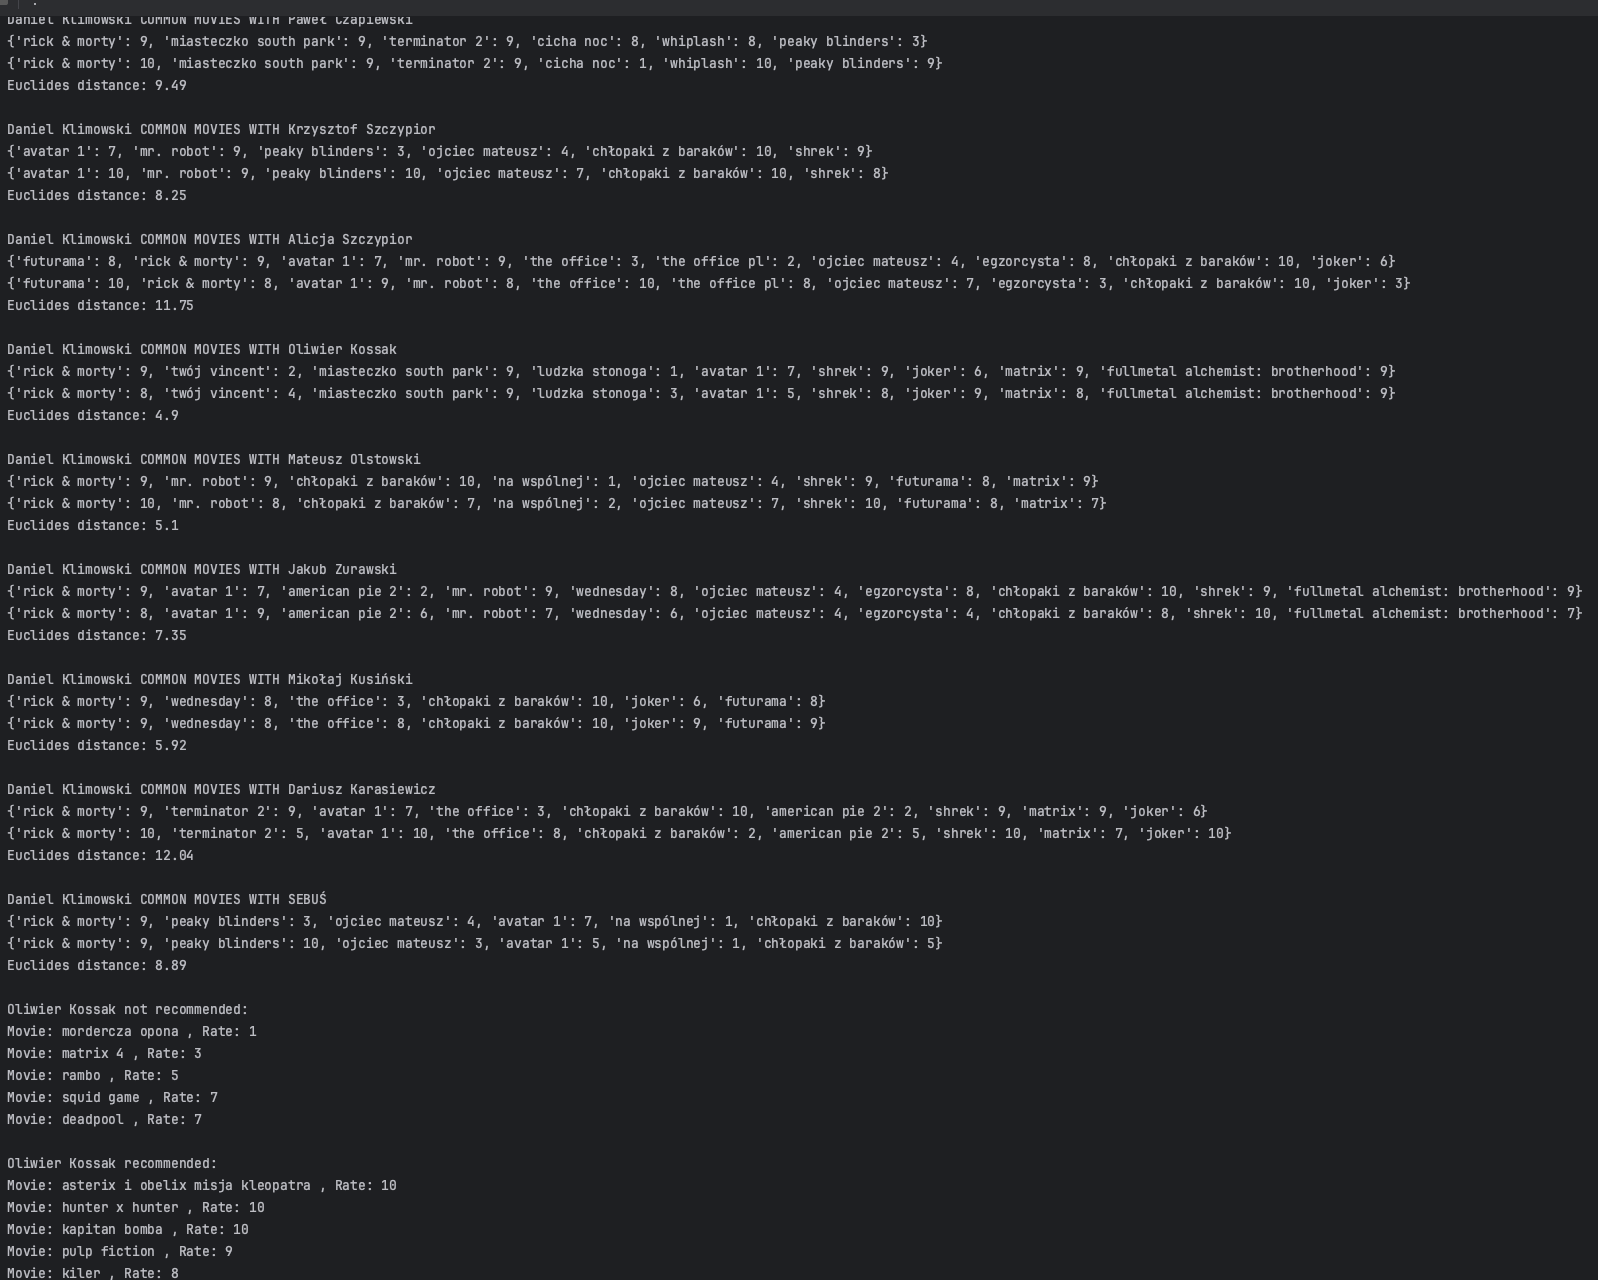 Daniel Klimowski COMMON MOVIES WITH Paweł Czapiewski
{'rick & morty': 9, 'miasteczko south park': 9, 'terminator 2': 9, 'cicha noc': 8, 'whiplash': 8, 'peaky blinders': 3}
{'rick & morty': 10, 'miasteczko south park': 9, 'terminator 2': 9, 'cicha noc': 1, 'whiplash': 10, 'peaky blinders': 9}
Euclides distance: 9.49
Daniel Klimowski COMMON MOVIES WITH Krzysztof Szczypior
{'avatar 1': 7, 'mr. robot': 9, 'peaky blinders': 3, 'ojciec mateusz': 4, 'chłopaki z baraków': 10, 'shrek': 9}
{'avatar 1': 10, 'mr. robot': 9, 'peaky blinders': 10, 'ojciec mateusz': 7, 'chłopaki z baraków': 10, 'shrek': 8}
Euclides distance: 8.25
Daniel Klimowski COMMON MOVIES WITH Alicja Szczypior
{'futurama': 8, 'rick & morty': 9, 'avatar 1': 7, 'mr. robot': 9, 'the office': 3, 'the office pl': 2, 'ojciec mateusz': 4, 'egzorcysta': 8, 'chłopaki z baraków': 10, 'joker': 6}
{'futurama': 10, 'rick & morty': 8, 'avatar 1': 9, 'mr. robot': 8, 'the office': 10, 'the office pl': 8, 'ojciec mateusz': 7, 'egzorcysta': 3, 'chłopaki z baraków': 10, 'joker': 3}
Euclides distance: 11.75
Daniel Klimowski COMMON MOVIES WITH Oliwier Kossak
{'rick & morty': 9, 'twój vincent': 2, 'miasteczko south park': 9, 'ludzka stonoga': 1, 'avatar 1': 7, 'shrek': 9, 'joker': 6, 'matrix': 9, 'fullmetal alchemist: brotherhood': 9}
{'rick & morty': 8, 'twój vincent': 4, 'miasteczko south park': 9, 'ludzka stonoga': 3, 'avatar 1': 5, 'shrek': 8, 'joker': 9, 'matrix': 8, 'fullmetal alchemist: brotherhood': 9}
Euclides distance: 4.9
Daniel Klimowski COMMON MOVIES WITH Mateusz Olstowski
{'rick & morty': 9, 'mr. robot': 9, 'chłopaki z baraków': 10, 'na wspólnej': 1, 'ojciec mateusz': 4, 'shrek': 9, 'futurama': 8, 'matrix': 9}
{'rick & morty': 10, 'mr. robot': 8, 'chłopaki z baraków': 7, 'na wspólnej': 2, 'ojciec mateusz': 7, 'shrek': 10, 'futurama': 8, 'matrix': 7}
Euclides distance: 5.1
Daniel Klimowski COMMON MOVIES WITH Jakub Żurawski
{'rick & morty': 9, 'avatar 1': 7, 'american pie 2': 2, 'mr. robot': 9, 'wednesday': 8, 'ojciec mateusz': 4, 'egzorcysta': 8, 'chłopaki z baraków': 10, 'shrek': 9, 'fullmetal alchemist: brotherhood': 9}
{'rick & morty': 8, 'avatar 1': 9, 'american pie 2': 6, 'mr. robot': 7, 'wednesday': 6, 'ojciec mateusz': 4, 'egzorcysta': 4, 'chłopaki z baraków': 8, 'shrek': 10, 'fullmetal alchemist: brotherhood': 7}
Euclides distance: 7.35
Daniel Klimowski COMMON MOVIES WITH Mikołaj Kusiński
{'rick & morty': 9, 'wednesday': 8, 'the office': 3, 'chłopaki z baraków': 10, 'joker': 6, 'futurama': 8}
{'rick & morty': 9, 'wednesday': 8, 'the office': 8, 'chłopaki z baraków': 10, 'joker': 9, 'futurama': 9}
Euclides distance: 5.92
Daniel Klimowski COMMON MOVIES WITH Dariusz Karasiewicz
{'rick & morty': 9, 'terminator 2': 9, 'avatar 1': 7, 'the office': 3, 'chłopaki z baraków': 10, 'american pie 2': 2, 'shrek': 9, 'matrix': 9, 'joker': 6}
{'rick & morty': 10, 'terminator 2': 5, 'avatar 1': 10, 'the office': 8, 'chłopaki z baraków': 2, 'american pie 2': 5, 'shrek': 10, 'matrix': 7, 'joker': 10}
Euclides distance: 12.04
Daniel Klimowski COMMON MOVIES WITH SEBUŚ
{'rick & morty': 9, 'peaky blinders': 3, 'ojciec mateusz': 4, 'avatar 1': 7, 'na wspólnej': 1, 'chłopaki z baraków': 10}
{'rick & morty': 9, 'peaky blinders': 10, 'ojciec mateusz': 3, 'avatar 1': 5, 'na wspólnej': 1, 'chłopaki z baraków': 5}
Euclides distance: 8.89
Oliwier Kossak not recommended:
Movie: mordercza opona , Rate: 1
Movie: matrix 4 , Rate: 3
Movie: rambo , Rate: 5
Movie: squid game , Rate: 7
Movie: deadpool , Rate: 7
Oliwier Kossak recommended:
Movie: asterix i obelix misja kleopatra , Rate: 10
Movie: hunter x hunter , Rate: 10
Movie: kapitan bomba , Rate: 10
Movie: pulp fiction , Rate: 9
Movie: kiler , Rate: 8